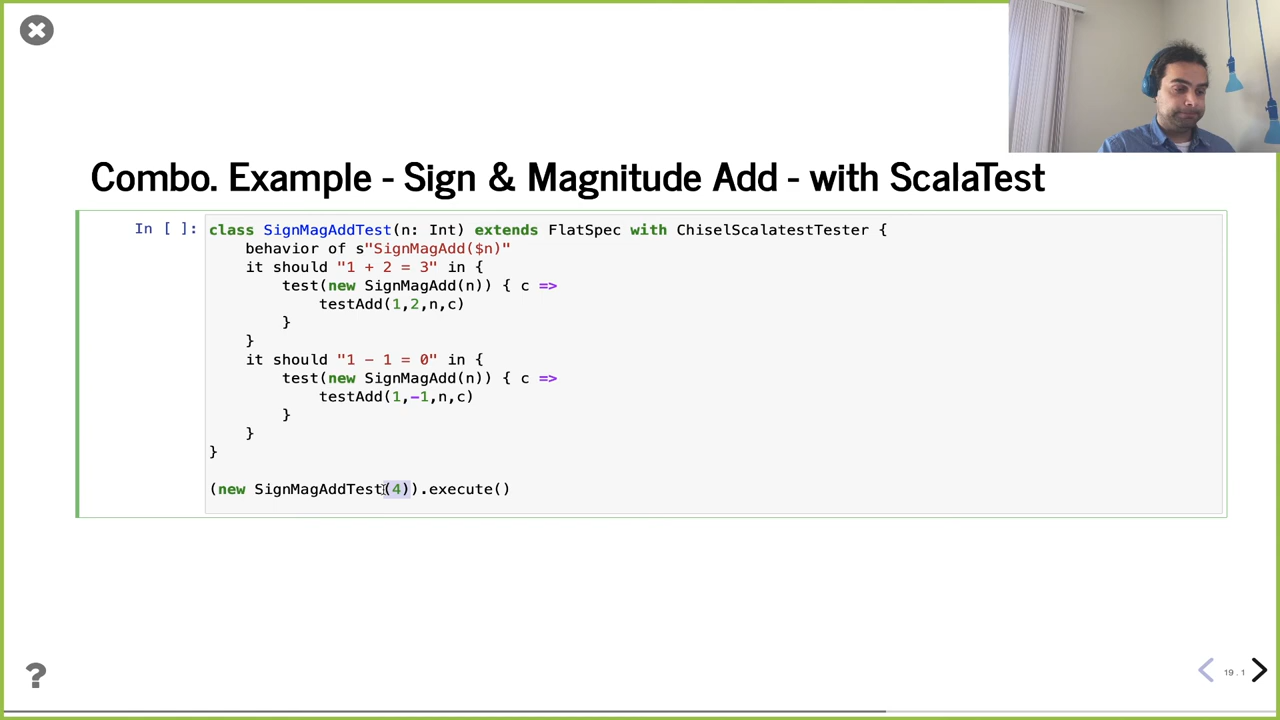 Combo. Example - Sign & Magnitude Add - with ScalaTest
In [ ]:
class SignMagAddTest(n: Int) extends FlatSpec with ChiselScalatestTester {
behavior of s"SignMagAdd($n)"
it should "1 + 2 = 3" in {
test(new SignMagAdd(n)) { c =>
testAdd(1,2,n,c)
}
}
it should "1 - 1 = 0" in {
test(new SignMagAdd(n)) { c =>
testAdd(1,-1,n,c)
}
}
}
(new SignMagAddTest(4)).execute()
?
19 . 1